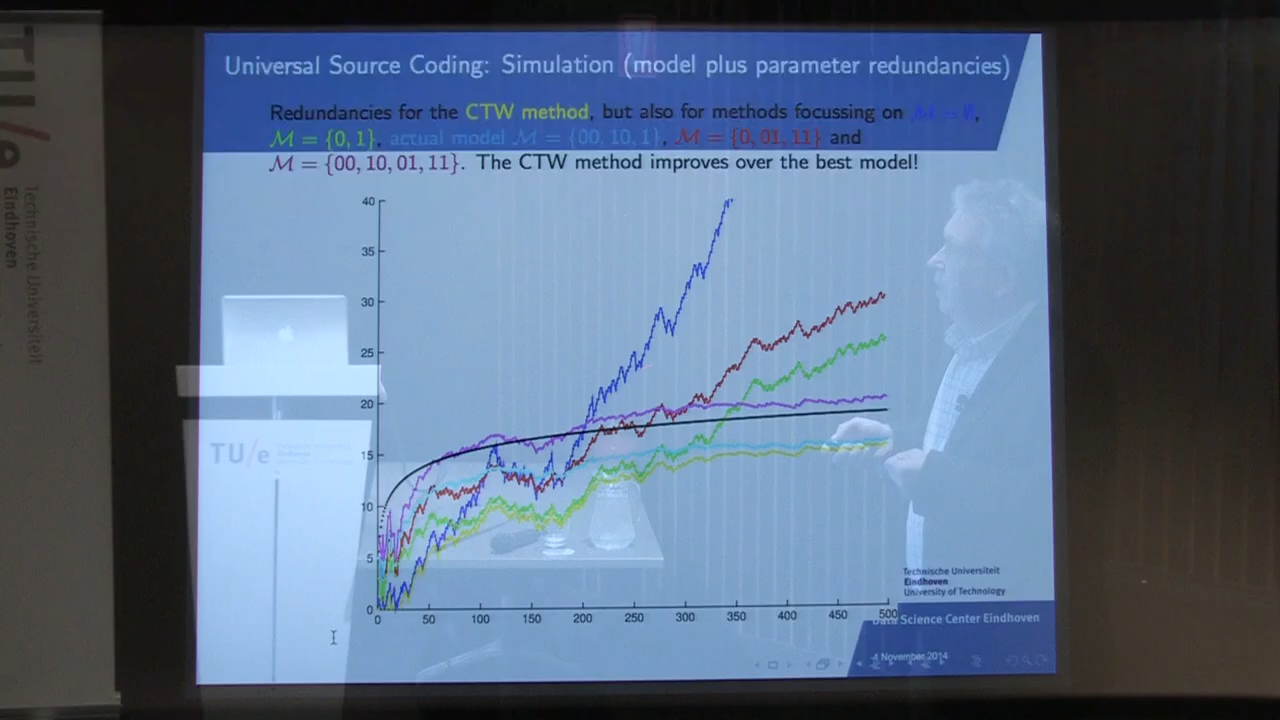 Universal Source Coding: Simulation (model plus parameter redundancies)
Redundancies for the CTW method, but also for methods focussing on M = ∅,
M = {0, 1}, actual model M = {00, 10, 1}, M = {0, 01, 11} and
M = {00, 10, 01, 11}. The CTW method improves over the best model!
40
35
30
25
20
15
10
5
0
0 50 100 150 200 250 300 350 400 450 500
Technische Universiteit
Eindhoven
University of Technology
Data Science Center Eindhoven
4 November 2014
TU/e
TU/e
Technische Universiteit
Eindhoven